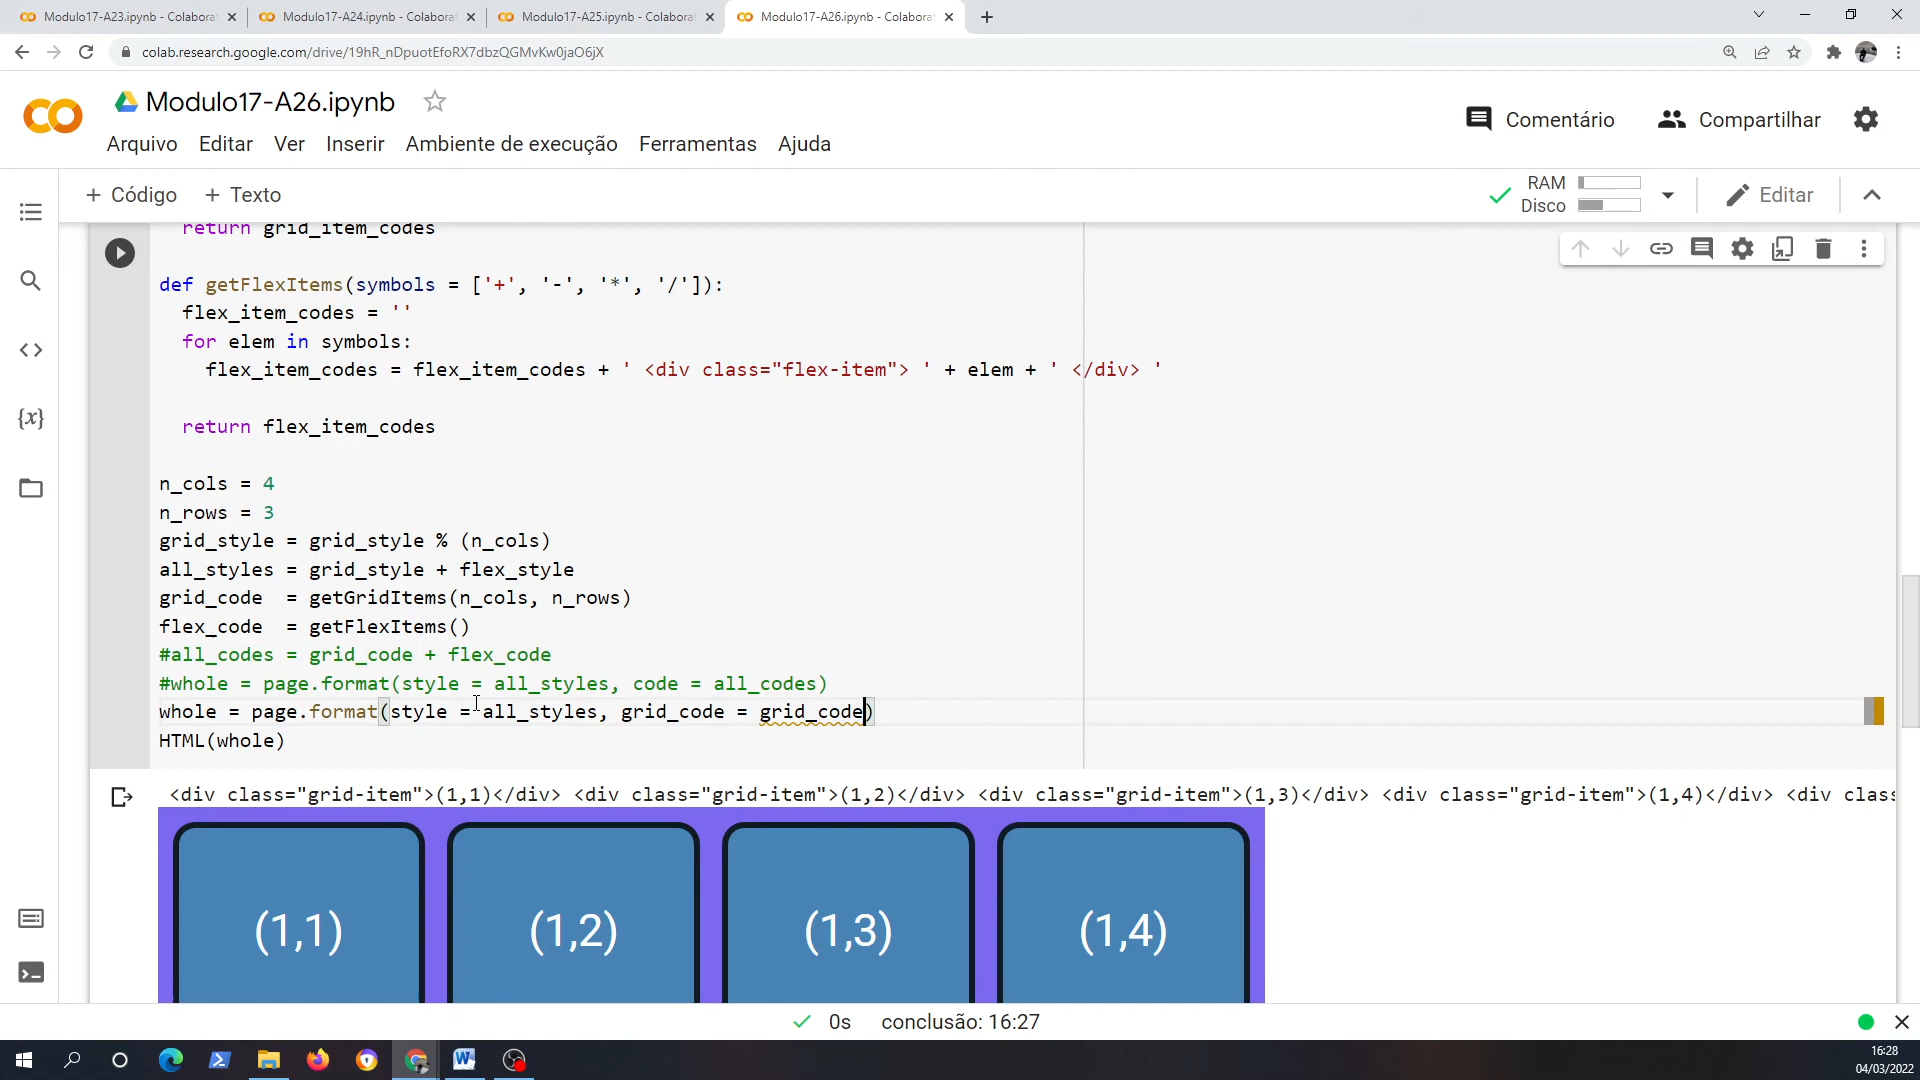 Modulo17-A23.ipynb - Colabora
Modulo17-A24.ipynb - Colabora
Modulo17-A25.ipynb - Colabora
Modulo17-A26.ipynb - Colabora
colab.research.google.com/drive/19hR_nDpuotEfoRX7dbzQGMvKw0jaO6jX
Modulo17-A26.ipynb
Comentário
Compartilhar
Arquivo Editar Ver Inserir Ambiente de execução Ferramentas Ajuda
+ Código + Texto
RAM
Disco
Editar
return grid_item_codes
def getFlexItems(symbols = ['+', '-', '*', '/']):
flex_item_codes = ''
for elem in symbols:
flex_item_codes = flex_item_codes + ' <div class="flex-item"> ' + elem + ' </div> '
return flex_item_codes
n_cols = 4
n_rows = 3
grid_style = grid_style % (n_cols)
all_styles = grid_style + flex_style
grid_code  = getGridItems(n_cols, n_rows)
flex_code  = getFlexItems()
#all_codes = grid_code + flex_code
#whole = page.format(style = all_styles, code = all_codes)
whole = page.format(style = all_styles, grid_code = grid_code)
HTML(whole)
<div class="grid-item">(1,1)</div> <div class="grid-item">(1,2)</div> <div class="grid-item">(1,3)</div> <div class="grid-item">(1,4)</div> <div clas
(1,1) (1,2) (1,3) (1,4)
0s conclusão: 16:27
16:28
04/03/2022